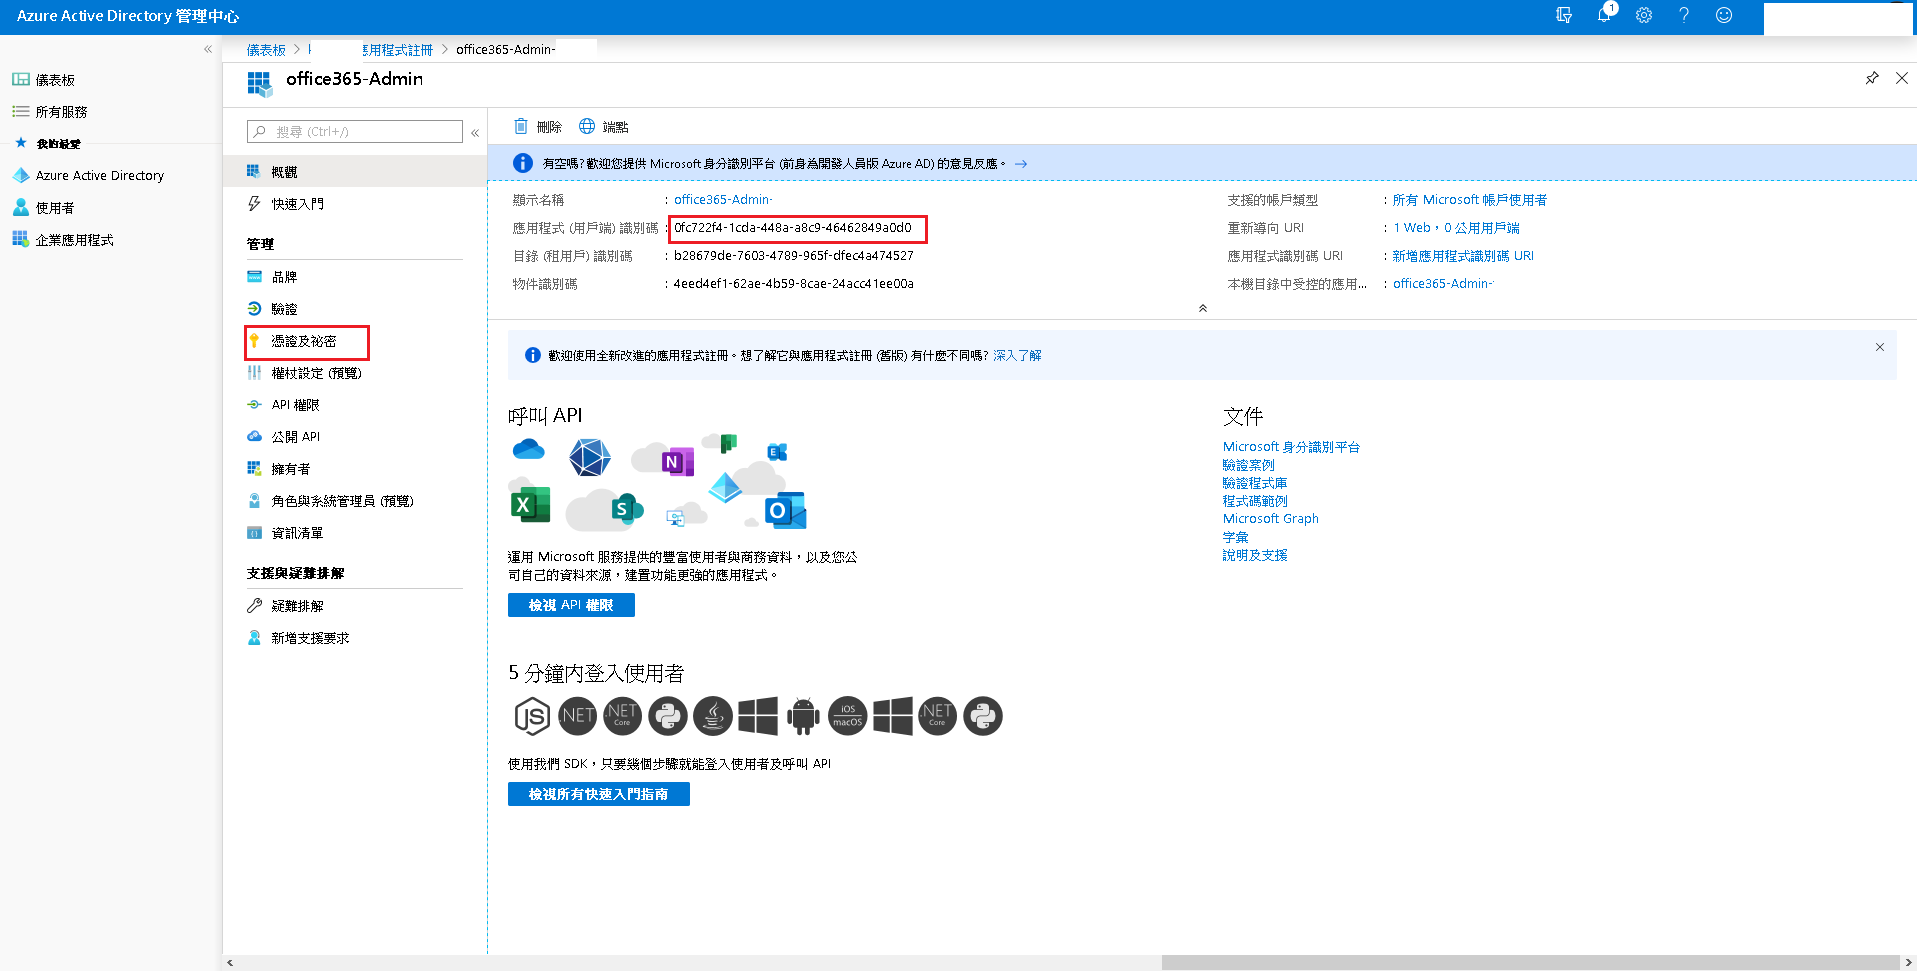 Azure Active Directory 管理中心
1
儀表板
應用程式註冊
office365-Admin-
儀表板
所有服務
我的最愛
Azure Active Directory
使用者
企業應用程式
office365-Admin
搜尋 (Ctrl+/)
概觀
快速入門
管理
品牌
驗證
憑證及祕密
權杖設定 (預覽)
API 權限
公開 API
擁有者
角色與系統管理員 (預覽)
資訊清單
支援與疑難排解
疑難排解
新增支援要求
刪除
端點
有空嗎? 歡迎您提供 Microsoft 身分識別平台 (前身為開發人員版 Azure AD) 的意見反應。 →
顯示名稱 : office365-Admin-
應用程式 (用戶端) 識別碼 : 0fc722f4-1cda-448a-a8c9-46462849a0d0
目錄 (租用戶) 識別碼 : b28679de-7603-4789-965f-dfec4a474527
物件識別碼 : 4eed4ef1-62ae-4b59-8cae-24acc41ee00a
支援的帳戶類型 : 所有 Microsoft 帳戶使用者
重新導向 URI : 1 Web，0 公用用戶端
應用程式識別碼 URI : 新增應用程式識別碼 URI
本機目錄中受控的應用... : office365-Admin-
歡迎使用全新改進的應用程式註冊。想了解它與應用程式註冊 (舊版) 有什麼不同嗎? 深入了解
呼叫 API
N
E
X
S
O
運用 Microsoft 服務提供的豐富使用者與商務資料，以及您公
司自己的資料來源，建置功能更強的應用程式。
檢視 API 權限
文件
Microsoft 身分識別平台
驗證案例
驗證程式庫
程式碼範例
Microsoft Graph
字彙
說明及支援
5 分鐘內登入使用者
JS
.NET
.NET Core
iOS macOS
.NET Core
使用我們 SDK，只要幾個步驟就能登入使用者及呼叫 API
檢視所有快速入門指南